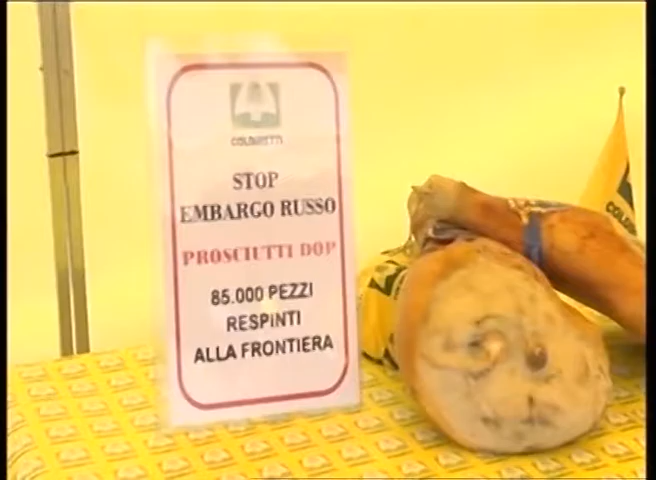 COLDIRETTI
STOP
EMBARGO RUSSO
PROSCIUTTI DOP
85.000 PEZZI
RESPINTI
ALLA FRONTIERA